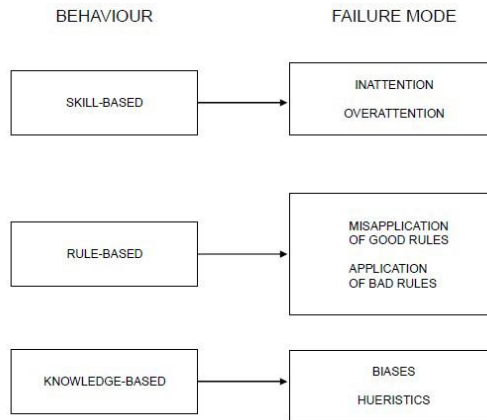 BEHAVIOUR
FAILURE MODE
SKILL-BASED
INATTENTION
OVERATTENTION
RULE-BASED
MISAPPLICATION
OF GOOD RULES
APPLICATION
OF BAD RULES
KNOWLEDGE-BASED
BIASES
HUERISTICS